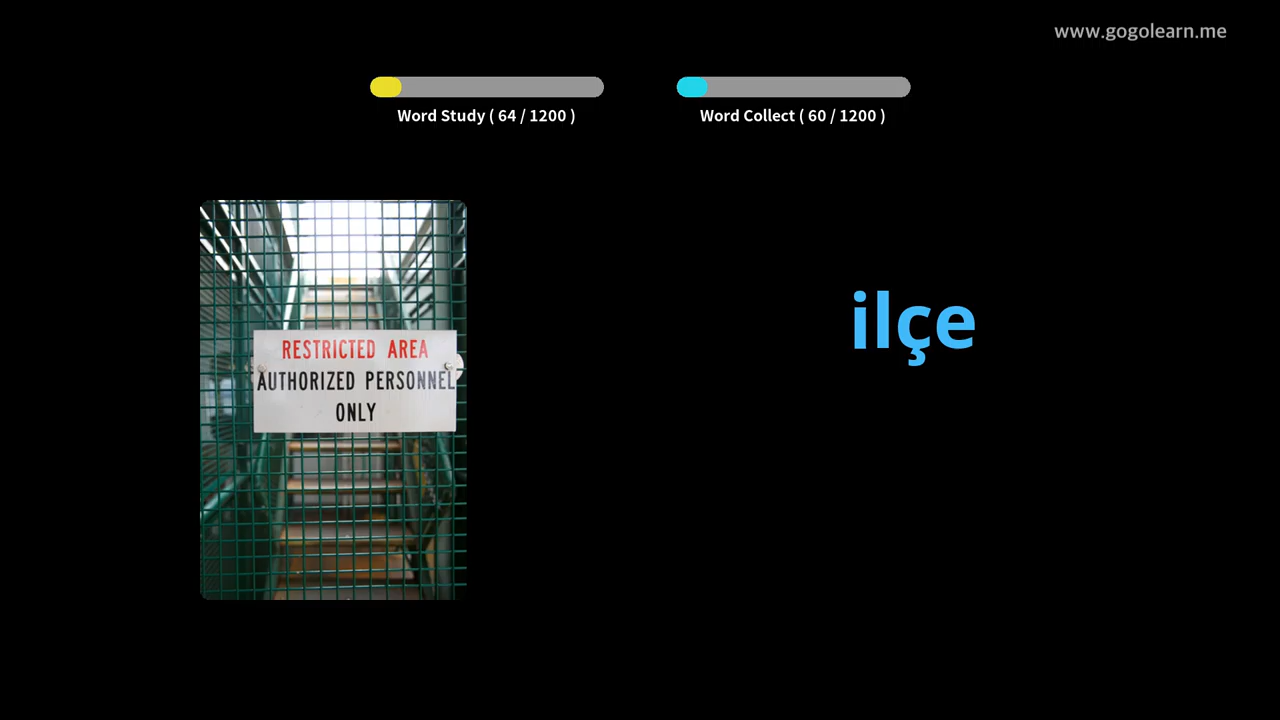 www.gogolearn.me
Word Study ( 64 / 1200 )
Word Collect ( 60 / 1200 )
RESTRICTED AREA
AUTHORIZED PERSONNEL
ONLY
ilçe